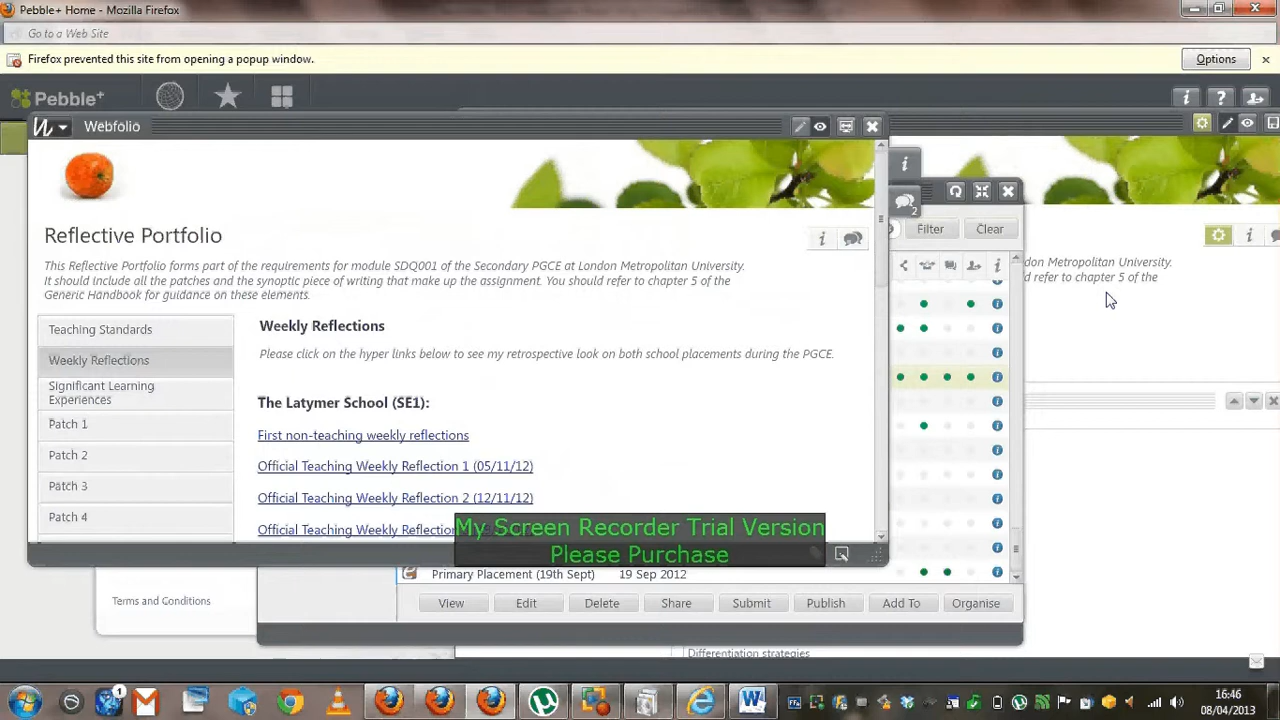 Pebble+ Home - Mozilla Firefox
Go to a Web Site
Firefox prevented this site from opening a popup window.
Options
Pebble+
Webfolio
Reflective Portfolio
This Reflective Portfolio forms part of the requirements for module SDQ001 of the Secondary PGCE at London Metropolitan University.
It should include all the patches and the synoptic piece of writing that make up the assignment. You should refer to chapter 5 of the
Generic Handbook for guidance on these elements.
Teaching Standards
Weekly Reflections
Significant Learning
Experiences
Patch 1
Patch 2
Patch 3
Patch 4
Weekly Reflections
Please click on the hyper links below to see my retrospective look on both school placements during the PGCE.
The Latymer School (SE1):
First non-teaching weekly reflections
Official Teaching Weekly Reflection 1 (05/11/12)
Official Teaching Weekly Reflection 2 (12/11/12)
Official Teaching Weekly Reflection
My Screen Recorder Trial Version
Please Purchase
2
Filter
Clear
don Metropolitan University.
d refer to chapter 5 of the
Primary Placement (19th Sept) 19 Sep 2012
View
Edit
Delete
Share
Submit
Publish
Add To
Organise
Terms and Conditions
Differentiation strategies
1
16:46
08/04/2013